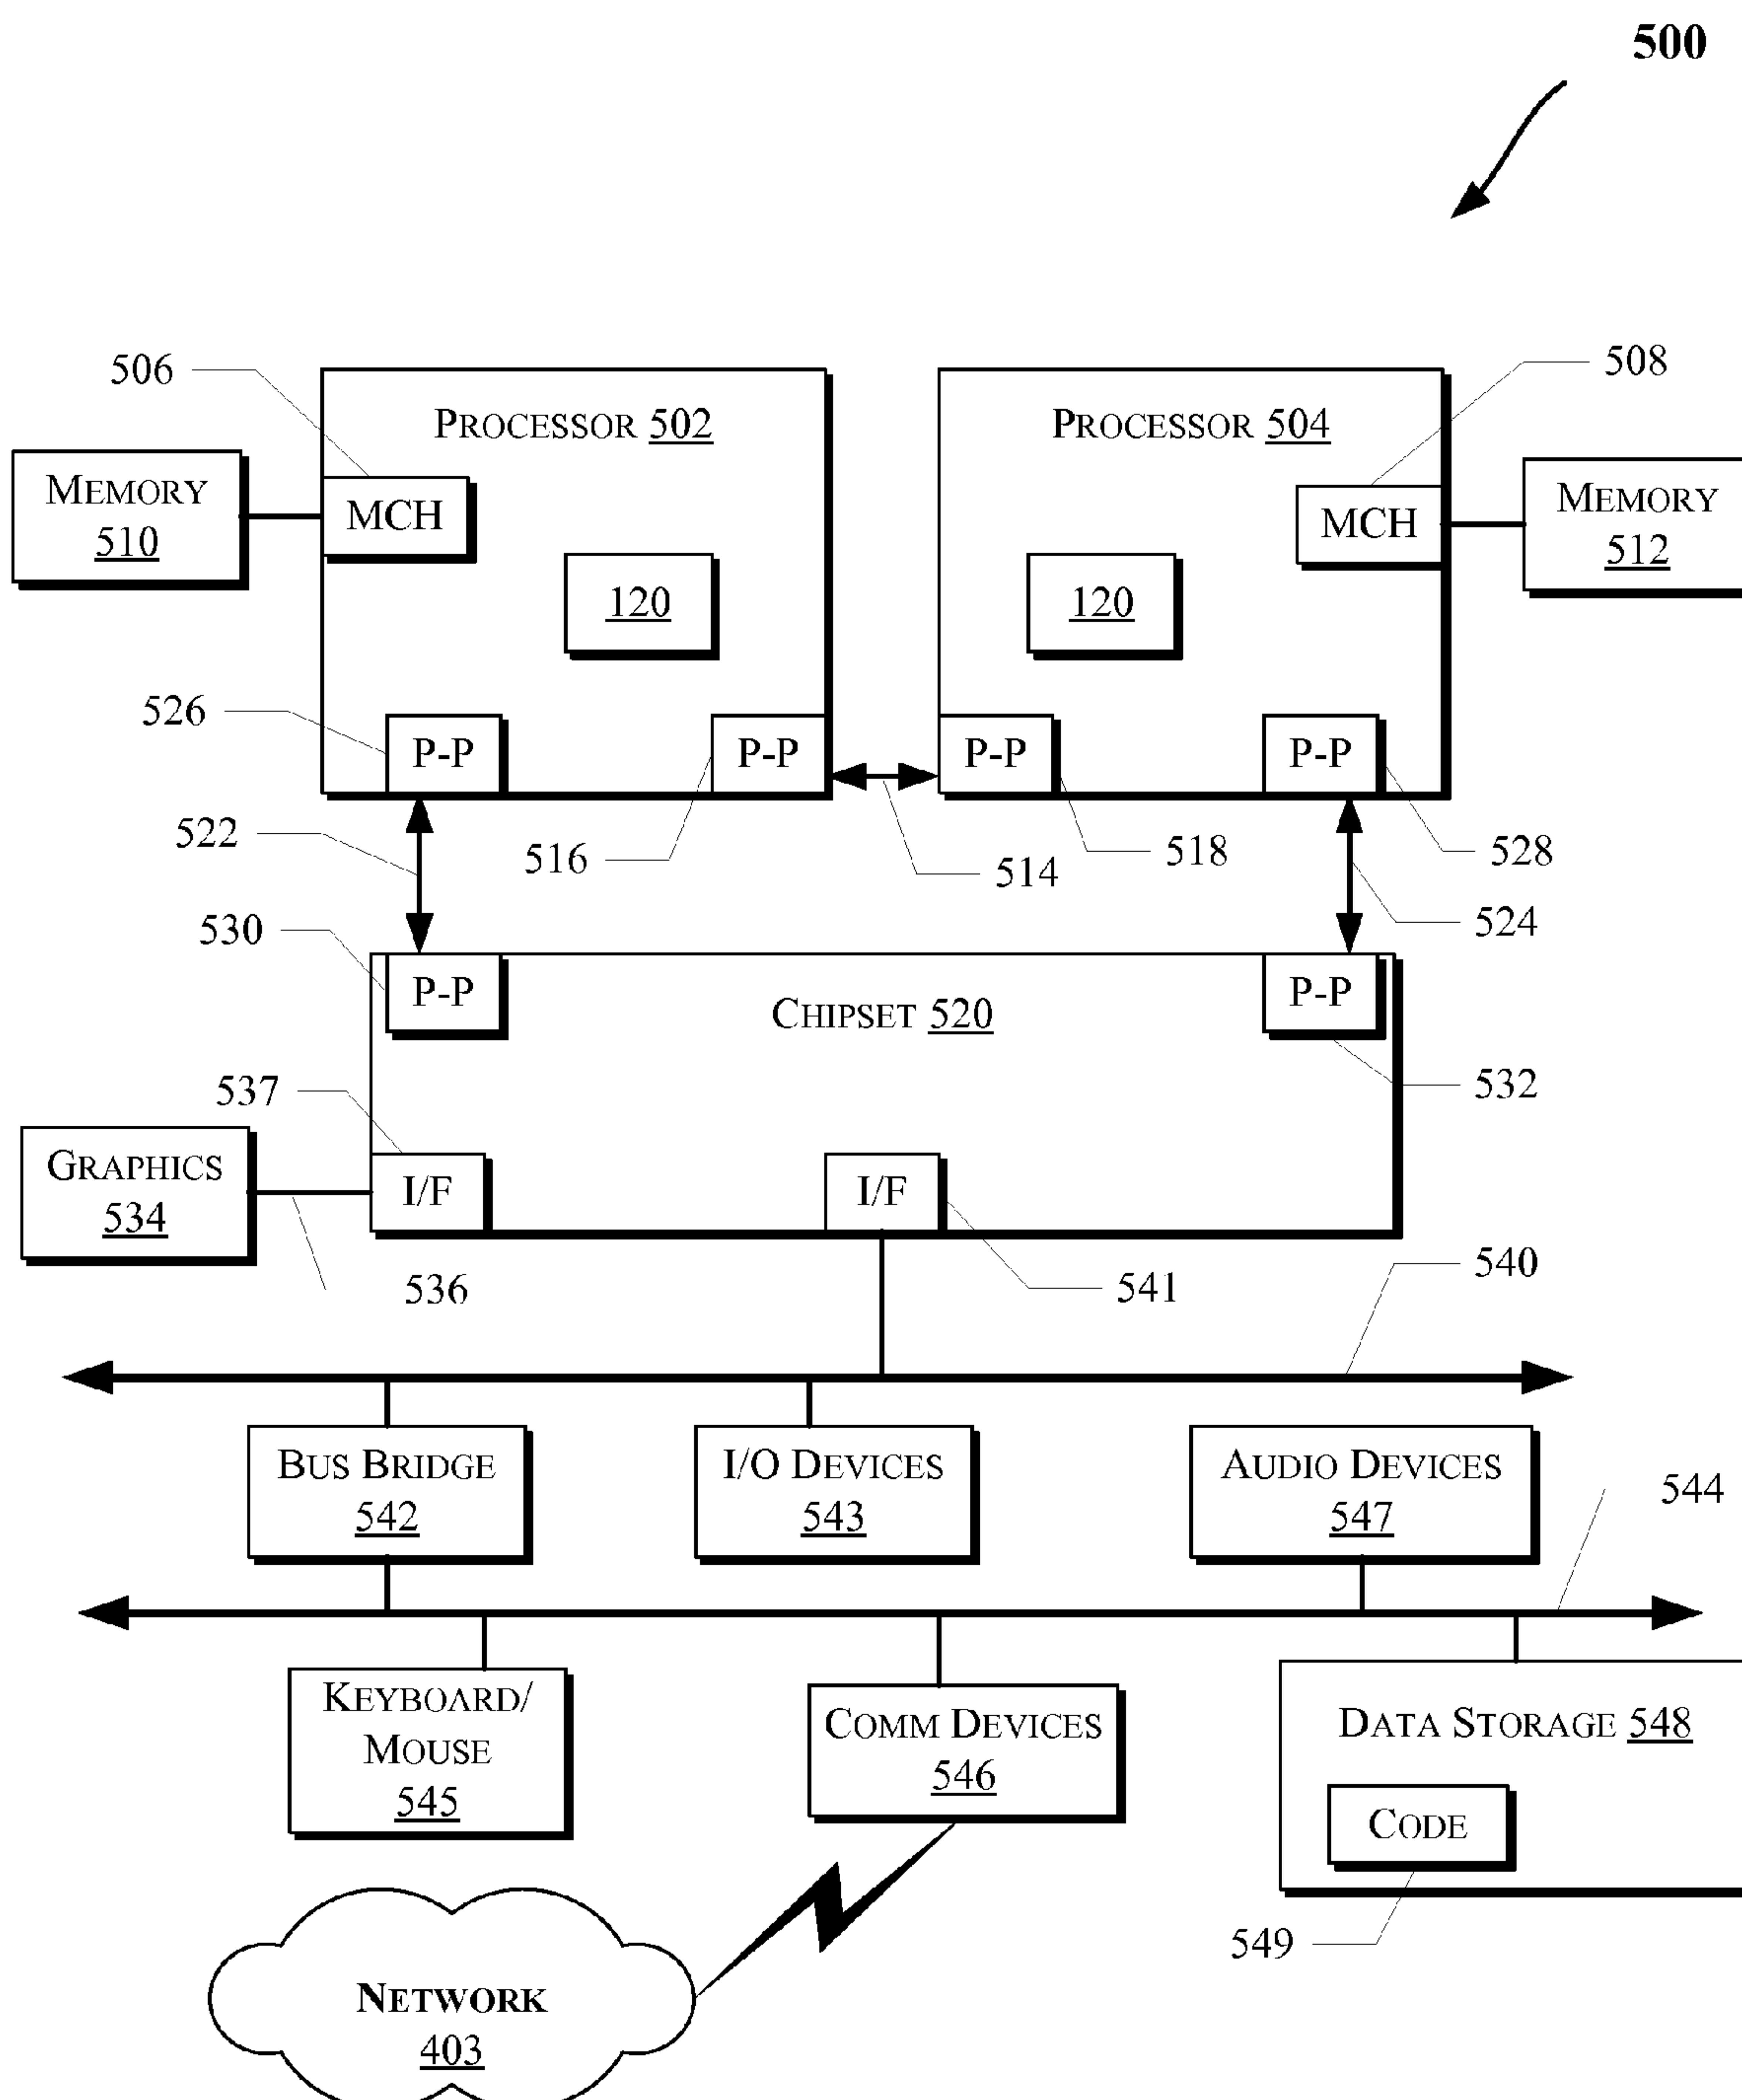 500
506
508
PROCESSOR 502
PROCESSOR 504
MEMORY
510
MCH
MCH
MEMORY
512
120
120
526
P-P
P-P
P-P
P-P
522
516
514
518
528
530
524
P-P
CHIPSET 520
P-P
537
532
GRAPHICS
534
I/F
I/F
536
541
540
BUS BRIDGE
542
I/O DEVICES
543
AUDIO DEVICES
547
544
KEYBOARD/
MOUSE
545
COMM DEVICES
546
DATA STORAGE 548
CODE
549
NETWORK
403